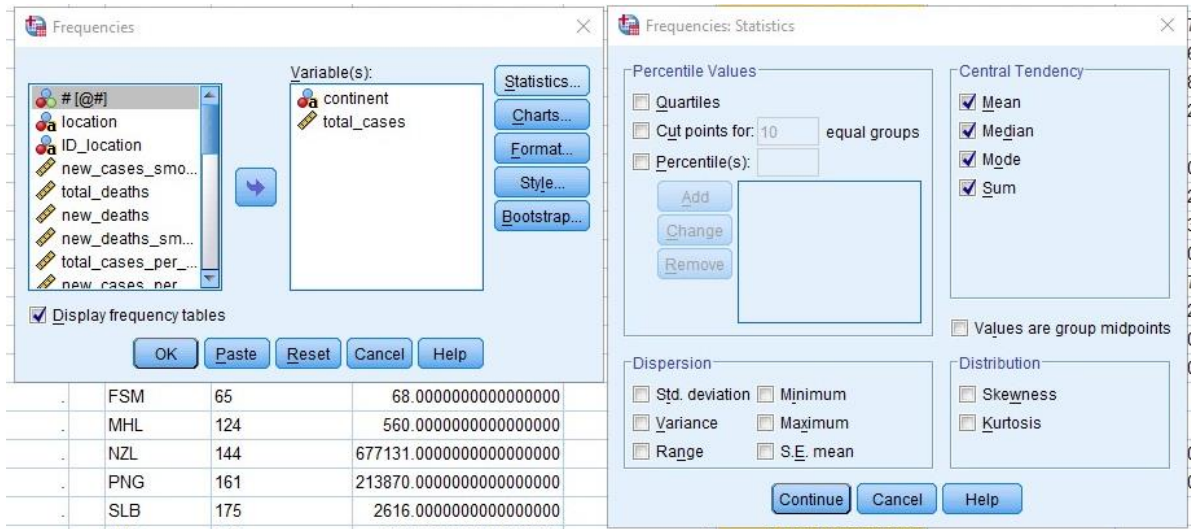 Frequencies
Variable(s):
# [@#]
location
ID_location
new_cases_smo...
total_deaths
new_deaths
new_deaths_sm...
total_cases_per_...
new_cases_per
a continent
total_cases
Statistics...
Charts...
Format...
Style...
Bootstrap...
Display frequency tables
OK Paste Reset Cancel Help
. FSM 65 68.0000000000000000
. MHL 124 560.0000000000000000
. NZL 144 677131.0000000000000000
. PNG 161 213870.0000000000000000
. SLB 175 2616.0000000000000000
Frequencies: Statistics
Percentile Values
Quartiles
Cut points for: 10 equal groups
Percentile(s):
Add
Change
Remove
Central Tendency
Mean
Median
Mode
Sum
Values are group midpoints
Dispersion
Std. deviation Minimum
Variance Maximum
Range S.E. mean
Distribution
Skewness
Kurtosis
Continue Cancel Help